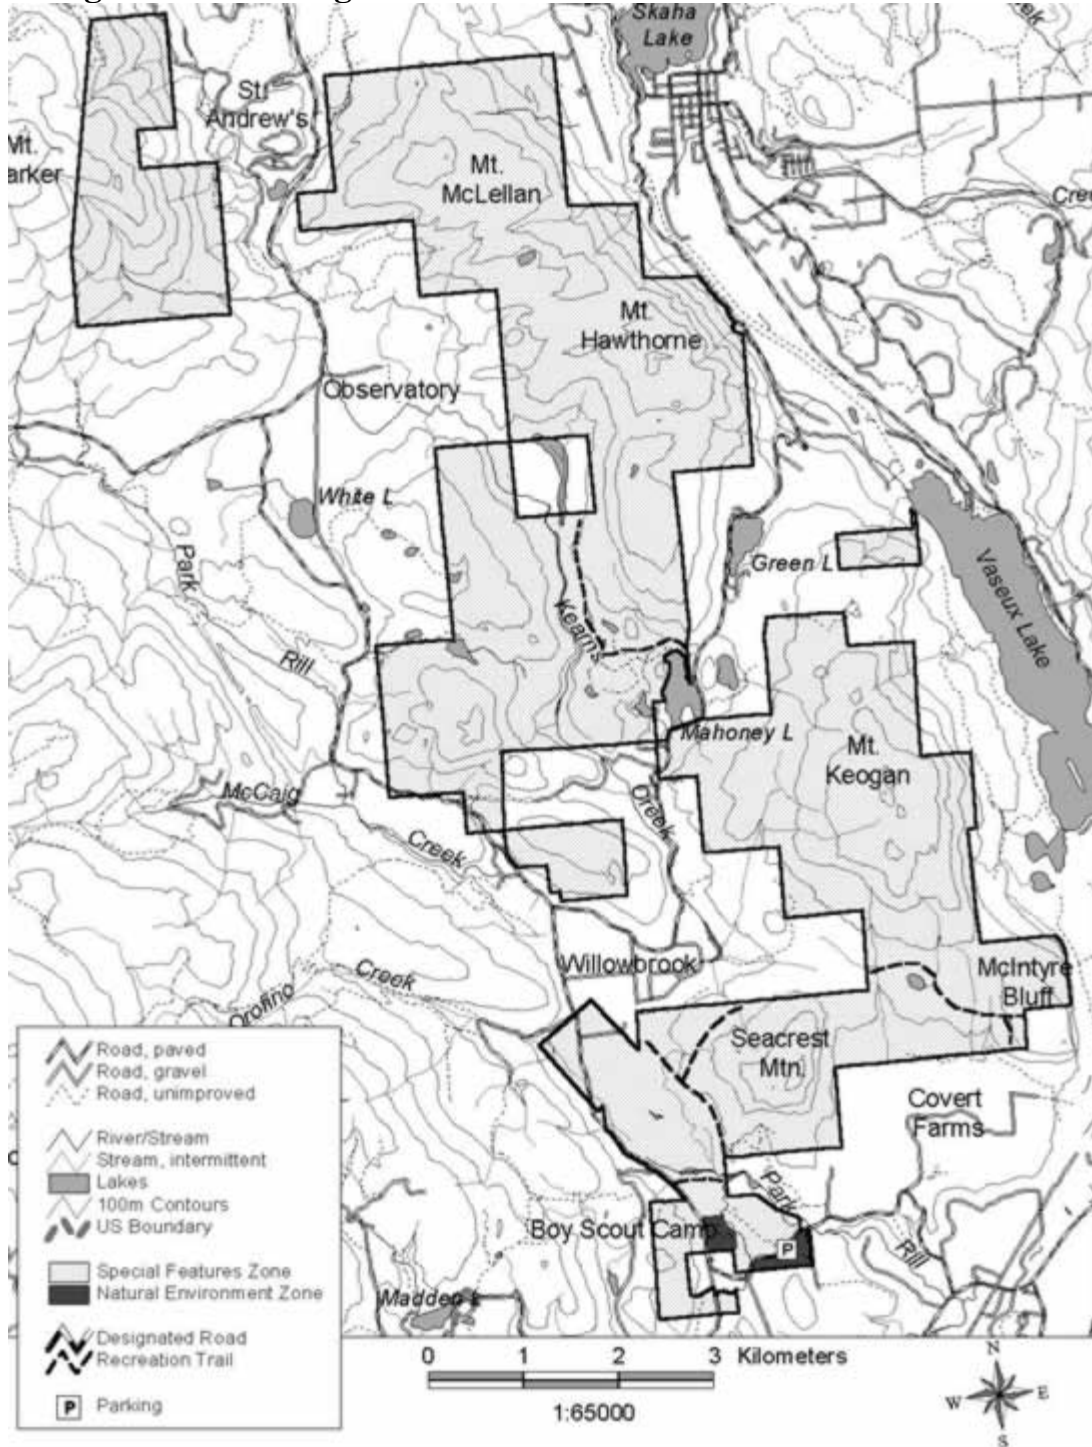 Skaha
Lake
St.
Andrew's
Mt.
Mt.
McLellan
Mt.
Hawthorne
Observatory
White L
Park
Rill
Kearns
Creek
Green L
Vaseux Lake
Mahoney L
Mt.
Keogan
McCaig
Creek
Willowbrook
Orofino
Creek
McIntyre
Bluff
Seacrest
Mtn.
Covert
Farms
Park
Rill
Boy Scout Camp
P
Madden L
Road, paved
Road, gravel
Road, unimproved
River/Stream
Stream, intermittent
Lakes
100m Contours
US Boundary
Special Features Zone
Natural Environment Zone
Designated Road
Recreation Trail
P Parking
0 1 2 3 Kilometers
1:65000
N
W E
S